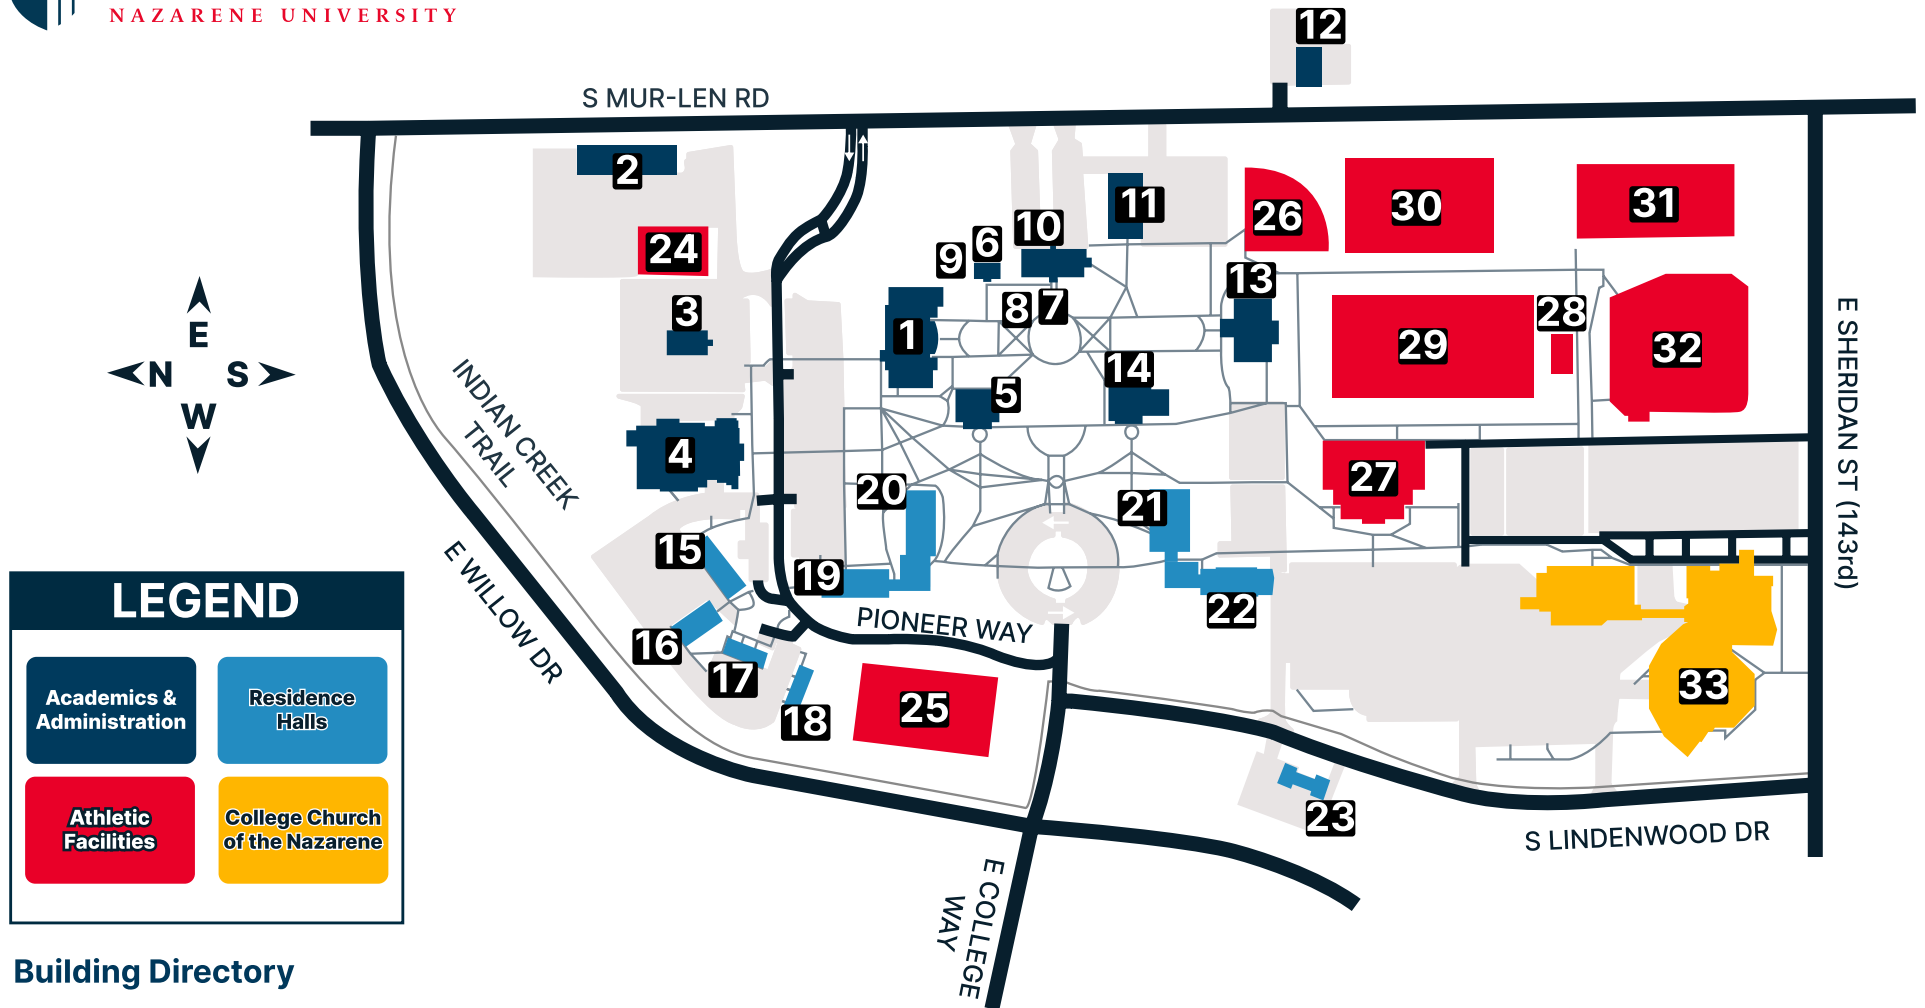 NAZARENE UNIVERSITY
12
S MUR-LEN RD
2
11
30
31
26
10
6
9
24
E
N S
W
3
13
8
7
28
1
29
32
E SHERIDAN ST (143rd)
14
5
INDIAN CREEK
TRAIL
4
27
20
21
15
19
22
E WILLOW DR
PIONEER WAY
16
17
18
25
33
23
S LINDENWOOD DR
E COLLEGE
WAY
LEGEND
Academics &
Administration
Residence
Halls
Athletic
Facilities
College Church
of the Nazarene
Building Directory